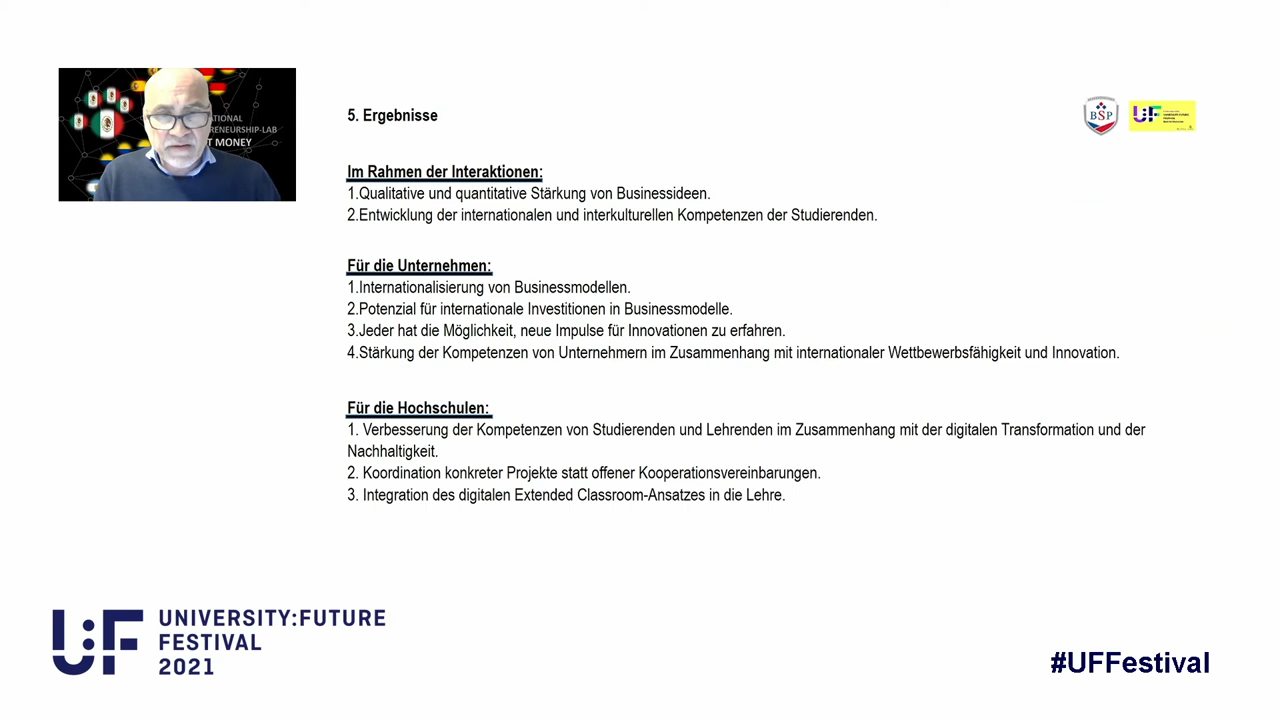 ATIONAL
RENEURSHIP-LAB
T MONEY
5. Ergebnisse
BSP
U:F
Im Rahmen der Interaktionen:
1.Qualitative und quantitative Stärkung von Businessideen.
2.Entwicklung der internationalen und interkulturellen Kompetenzen der Studierenden.
Für die Unternehmen:
1.Internationalisierung von Businessmodellen.
2.Potenzial für internationale Investitionen in Businessmodelle.
3.Jeder hat die Möglichkeit, neue Impulse für Innovationen zu erfahren.
4.Stärkung der Kompetenzen von Unternehmern im Zusammenhang mit internationaler Wettbewerbsfähigkeit und Innovation.
Für die Hochschulen:
1. Verbesserung der Kompetenzen von Studierenden und Lehrenden im Zusammenhang mit der digitalen Transformation und der
Nachhaltigkeit.
2. Koordination konkreter Projekte statt offener Kooperationsvereinbarungen.
3. Integration des digitalen Extended Classroom-Ansatzes in die Lehre.
U:F
UNIVERSITY:FUTURE
FESTIVAL
2021
#UFFestival